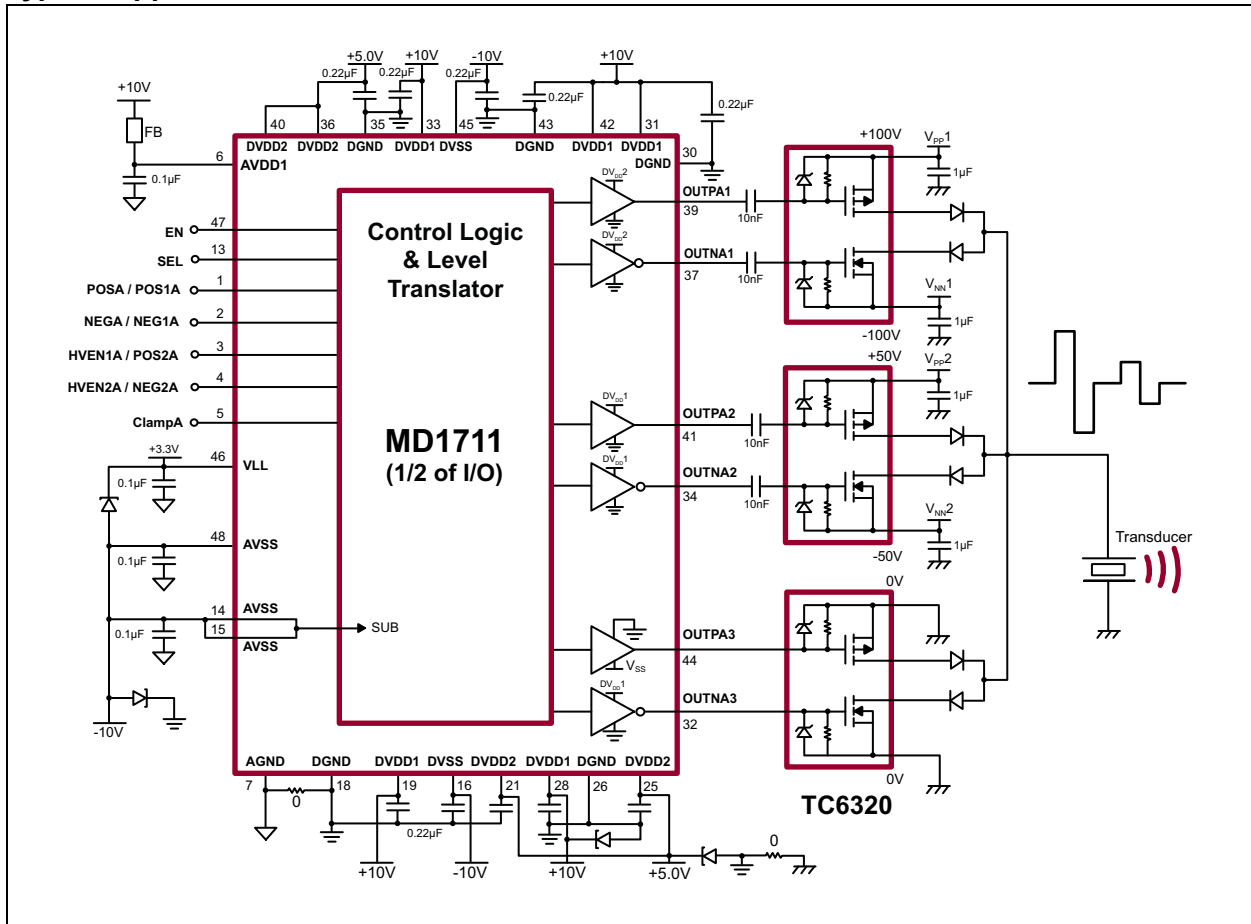 +10V
FB
6
AVDD1
0.1µF
+5.0V
0.22µF
+10V
0.22µF
-10V
0.22µF
+10V
0.22µF
0.22µF
40
36
35
33
45
43
42
31
30
DVDD2
DVDD2
DGND
DVDD1
DVSS
DGND
DVDD1
DVDD1
DGND
EN
47
SEL
13
POSA / POS1A
1
NEGA / NEG1A
2
HVEN1A / POS2A
3
HVEN2A / NEG2A
4
ClampA
5
+3.3V
46
VLL
0.1µF
48
AVSS
0.1µF
14
AVSS
15
AVSS
0.1µF
SUB
-10V
Control Logic
& Level
Translator
MD1711
(1/2 of I/O)
DVDD2
OUTPA1
39
10nF
DVDD2
OUTNA1
37
10nF
DVDD1
OUTPA2
41
10nF
DVDD1
OUTNA2
34
10nF
VSS
OUTPA3
44
DVDD1
OUTNA3
32
+100V
VPP1
1µF
VNN1
1µF
-100V
+50V
VPP2
1µF
VNN2
1µF
-50V
0V
0V
TC6320
Transducer
AGND
DGND
DVDD1
DVSS
DVDD2
DVDD1
DGND
DVDD2
7
18
19
16
21
28
26
25
0
0.22µF
0
+10V
-10V
+10V
+5.0V